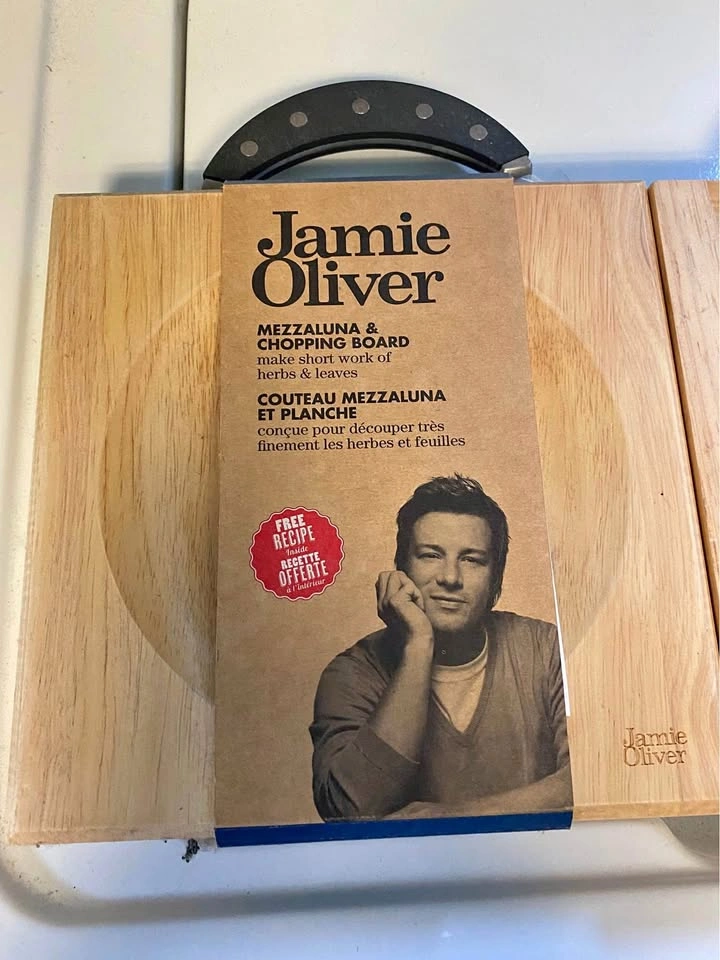 Jamie
Oliver
MEZZALUNA &
CHOPPING BOARD
make short work of
herbs & leaves
COUTEAU MEZZALUNA
ET PLANCHE
conçue pour découper très
finement les herbes et feuilles
FREE
RECIPE
Inside
RECETTE
OFFERTE
à l'intérieur
Jamie
Oliver